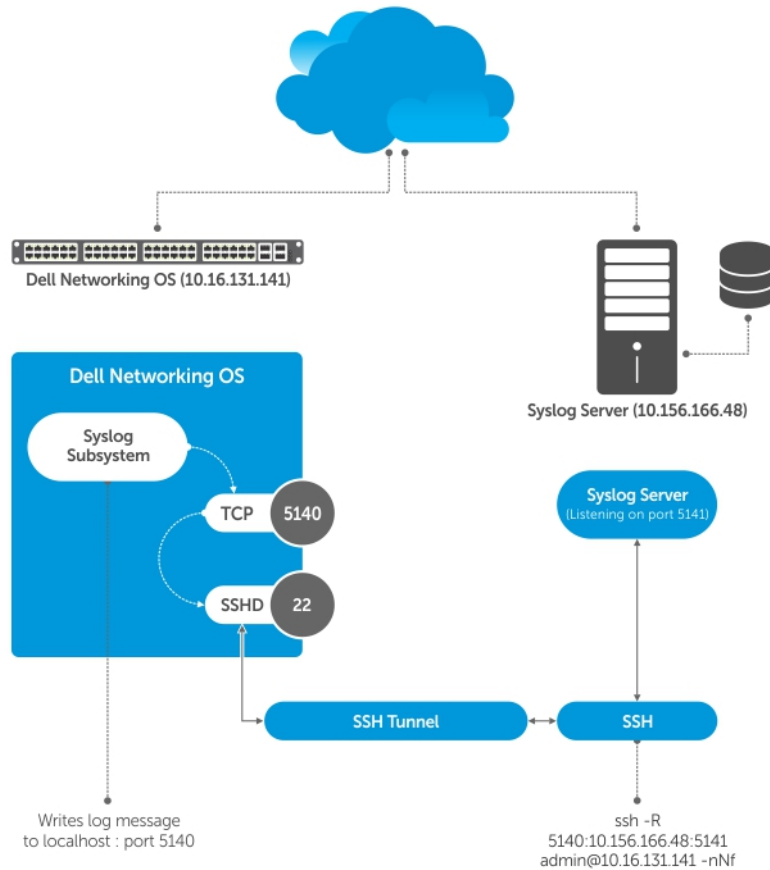 Dell Networking OS (10.16.131.141)
Syslog Server (10.156.166.48)
Dell Networking OS
Syslog
Subsystem
TCP
5140
SSHD
22
Syslog Server
(Listening on port 5141)
SSH Tunnel
SSH
Writes log message
to localhost : port 5140
ssh -R
5140:10.156.166.48:5141
admin@10.16.131.141 -nNf